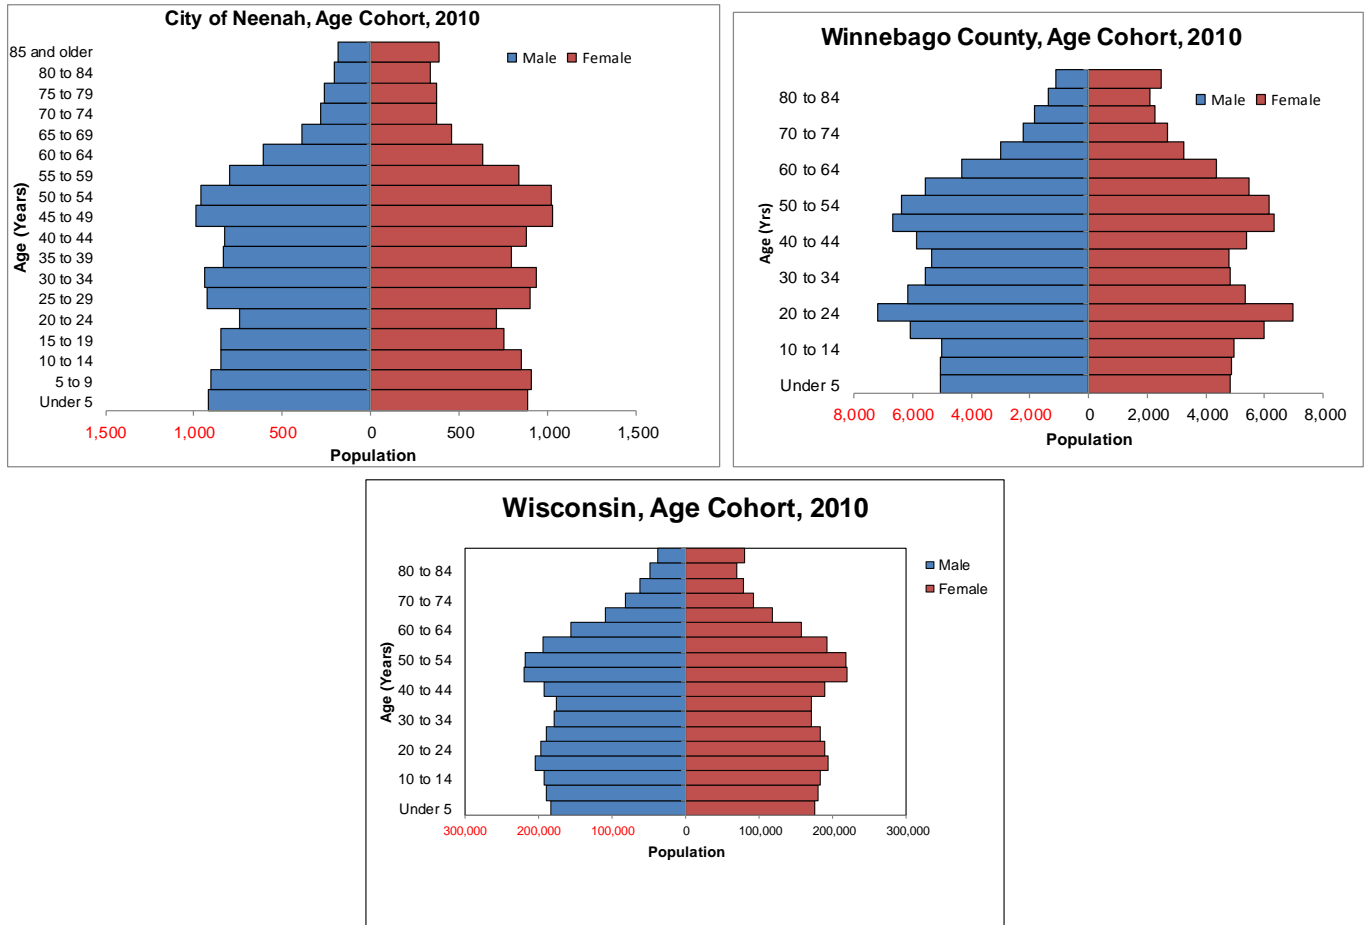 City of Neenah, Age Cohort, 2010
Male Female
Age (Years)
85 and older
80 to 84
75 to 79
70 to 74
65 to 69
60 to 64
55 to 59
50 to 54
45 to 49
40 to 44
35 to 39
30 to 34
25 to 29
20 to 24
15 to 19
10 to 14
5 to 9
Under 5
1,500 1,000 500 0 500 1,000 1,500
Population
Winnebago County, Age Cohort, 2010
Male Female
Age (Yrs)
80 to 84
70 to 74
60 to 64
50 to 54
40 to 44
30 to 34
20 to 24
10 to 14
Under 5
8,000 6,000 4,000 2,000 0 2,000 4,000 6,000 8,000
Population
Wisconsin, Age Cohort, 2010
Male
Female
Age (Years)
80 to 84
70 to 74
60 to 64
50 to 54
40 to 44
30 to 34
20 to 24
10 to 14
Under 5
300,000 200,000 100,000 0 100,000 200,000 300,000
Population